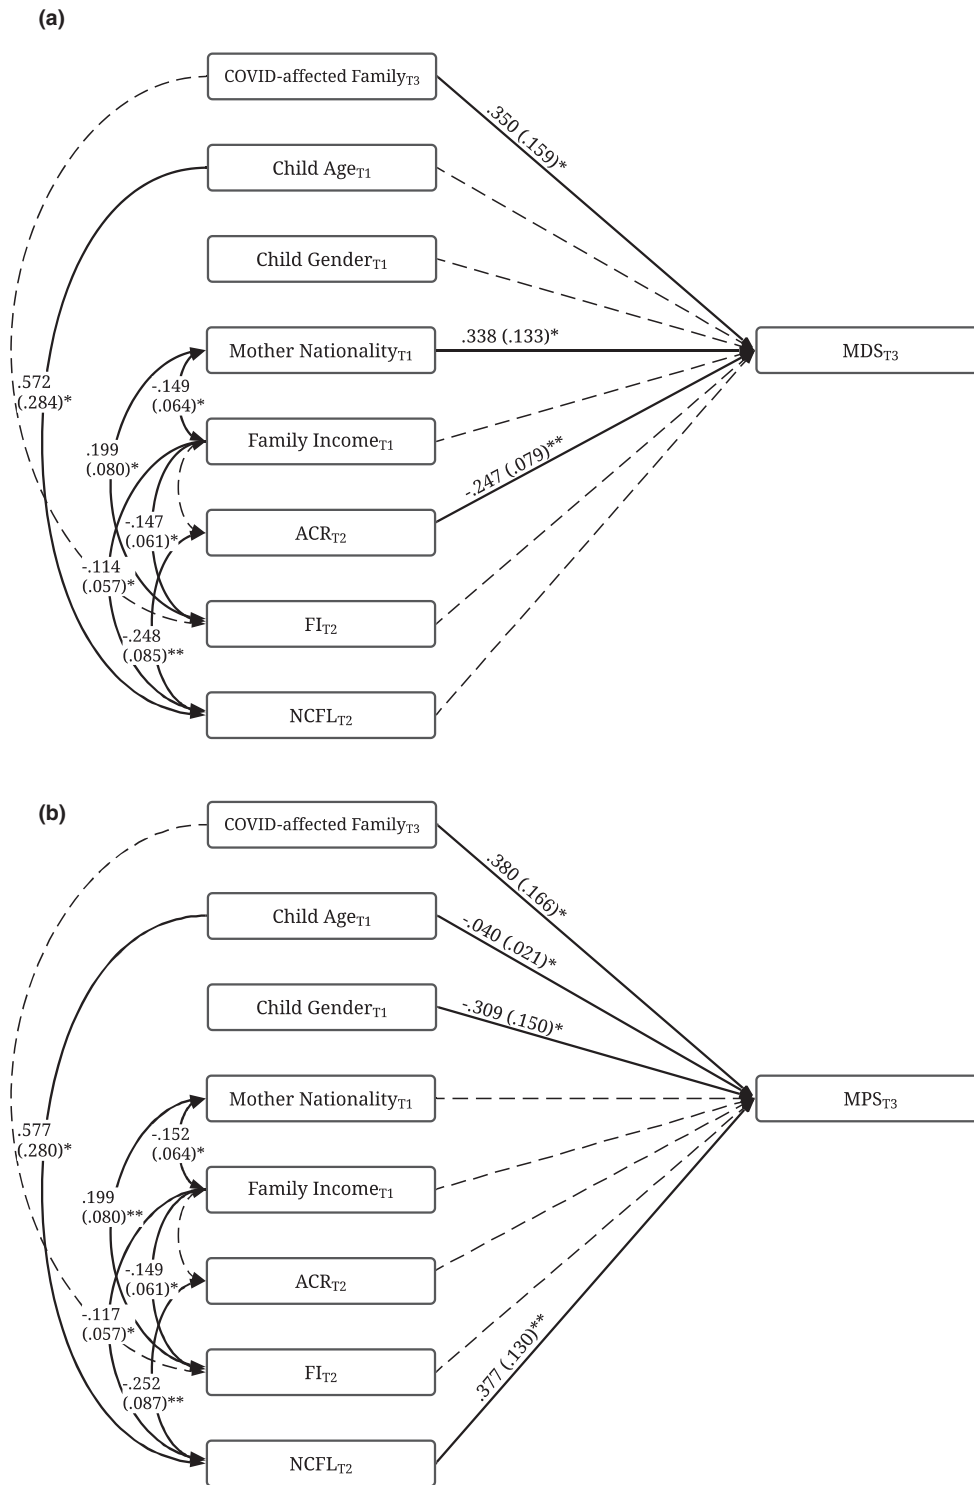 (a)
COVID-affected FamilyT3
.350 (.159)*
Child AgeT1
Child GenderT1
Mother NationalityT1
.338 (.133)*
MDST3
.572
(.284)*
-.149
(.064)*
Family IncomeT1
.199
(.080)*
-.247 (.079)**
ACRT2
-.147
(.061)*
-.114
(.057)*
FIT2
-.248
(.085)**
NCFLT2
(b)
COVID-affected FamilyT3
.380 (.166)*
Child AgeT1
-.040 (.021)*
Child GenderT1
-.309 (.150)*
Mother NationalityT1
MPST3
.577
(.280)*
-.152
(.064)*
Family IncomeT1
.199
(.080)**
ACRT2
-.149
(.061)*
-.117
(.057)*
FIT2
.377 (.130)**
-.252
(.087)**
NCFLT2